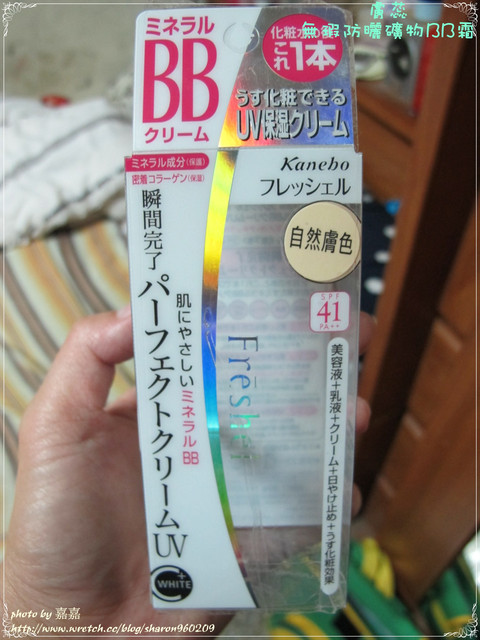 膚蕊
無瑕防曬礦物BB霜
ミネラル
BB
クリーム
これ1本
うす化粧できる
UV保湿クリーム
ミネラル成分(保護)
密着コラーゲン(保湿)
Kanebo
フレッシェル
自然膚色
SPF
41
PA++
瞬間完了
パーフェクトクリームUV
肌にやさしいミネラルBB
美容液+乳液+クリーム+日やけ止め+うす化粧効果
+
WHITE
photo by 嘉嘉
http://www.wretch.cc/blog/sharon960209